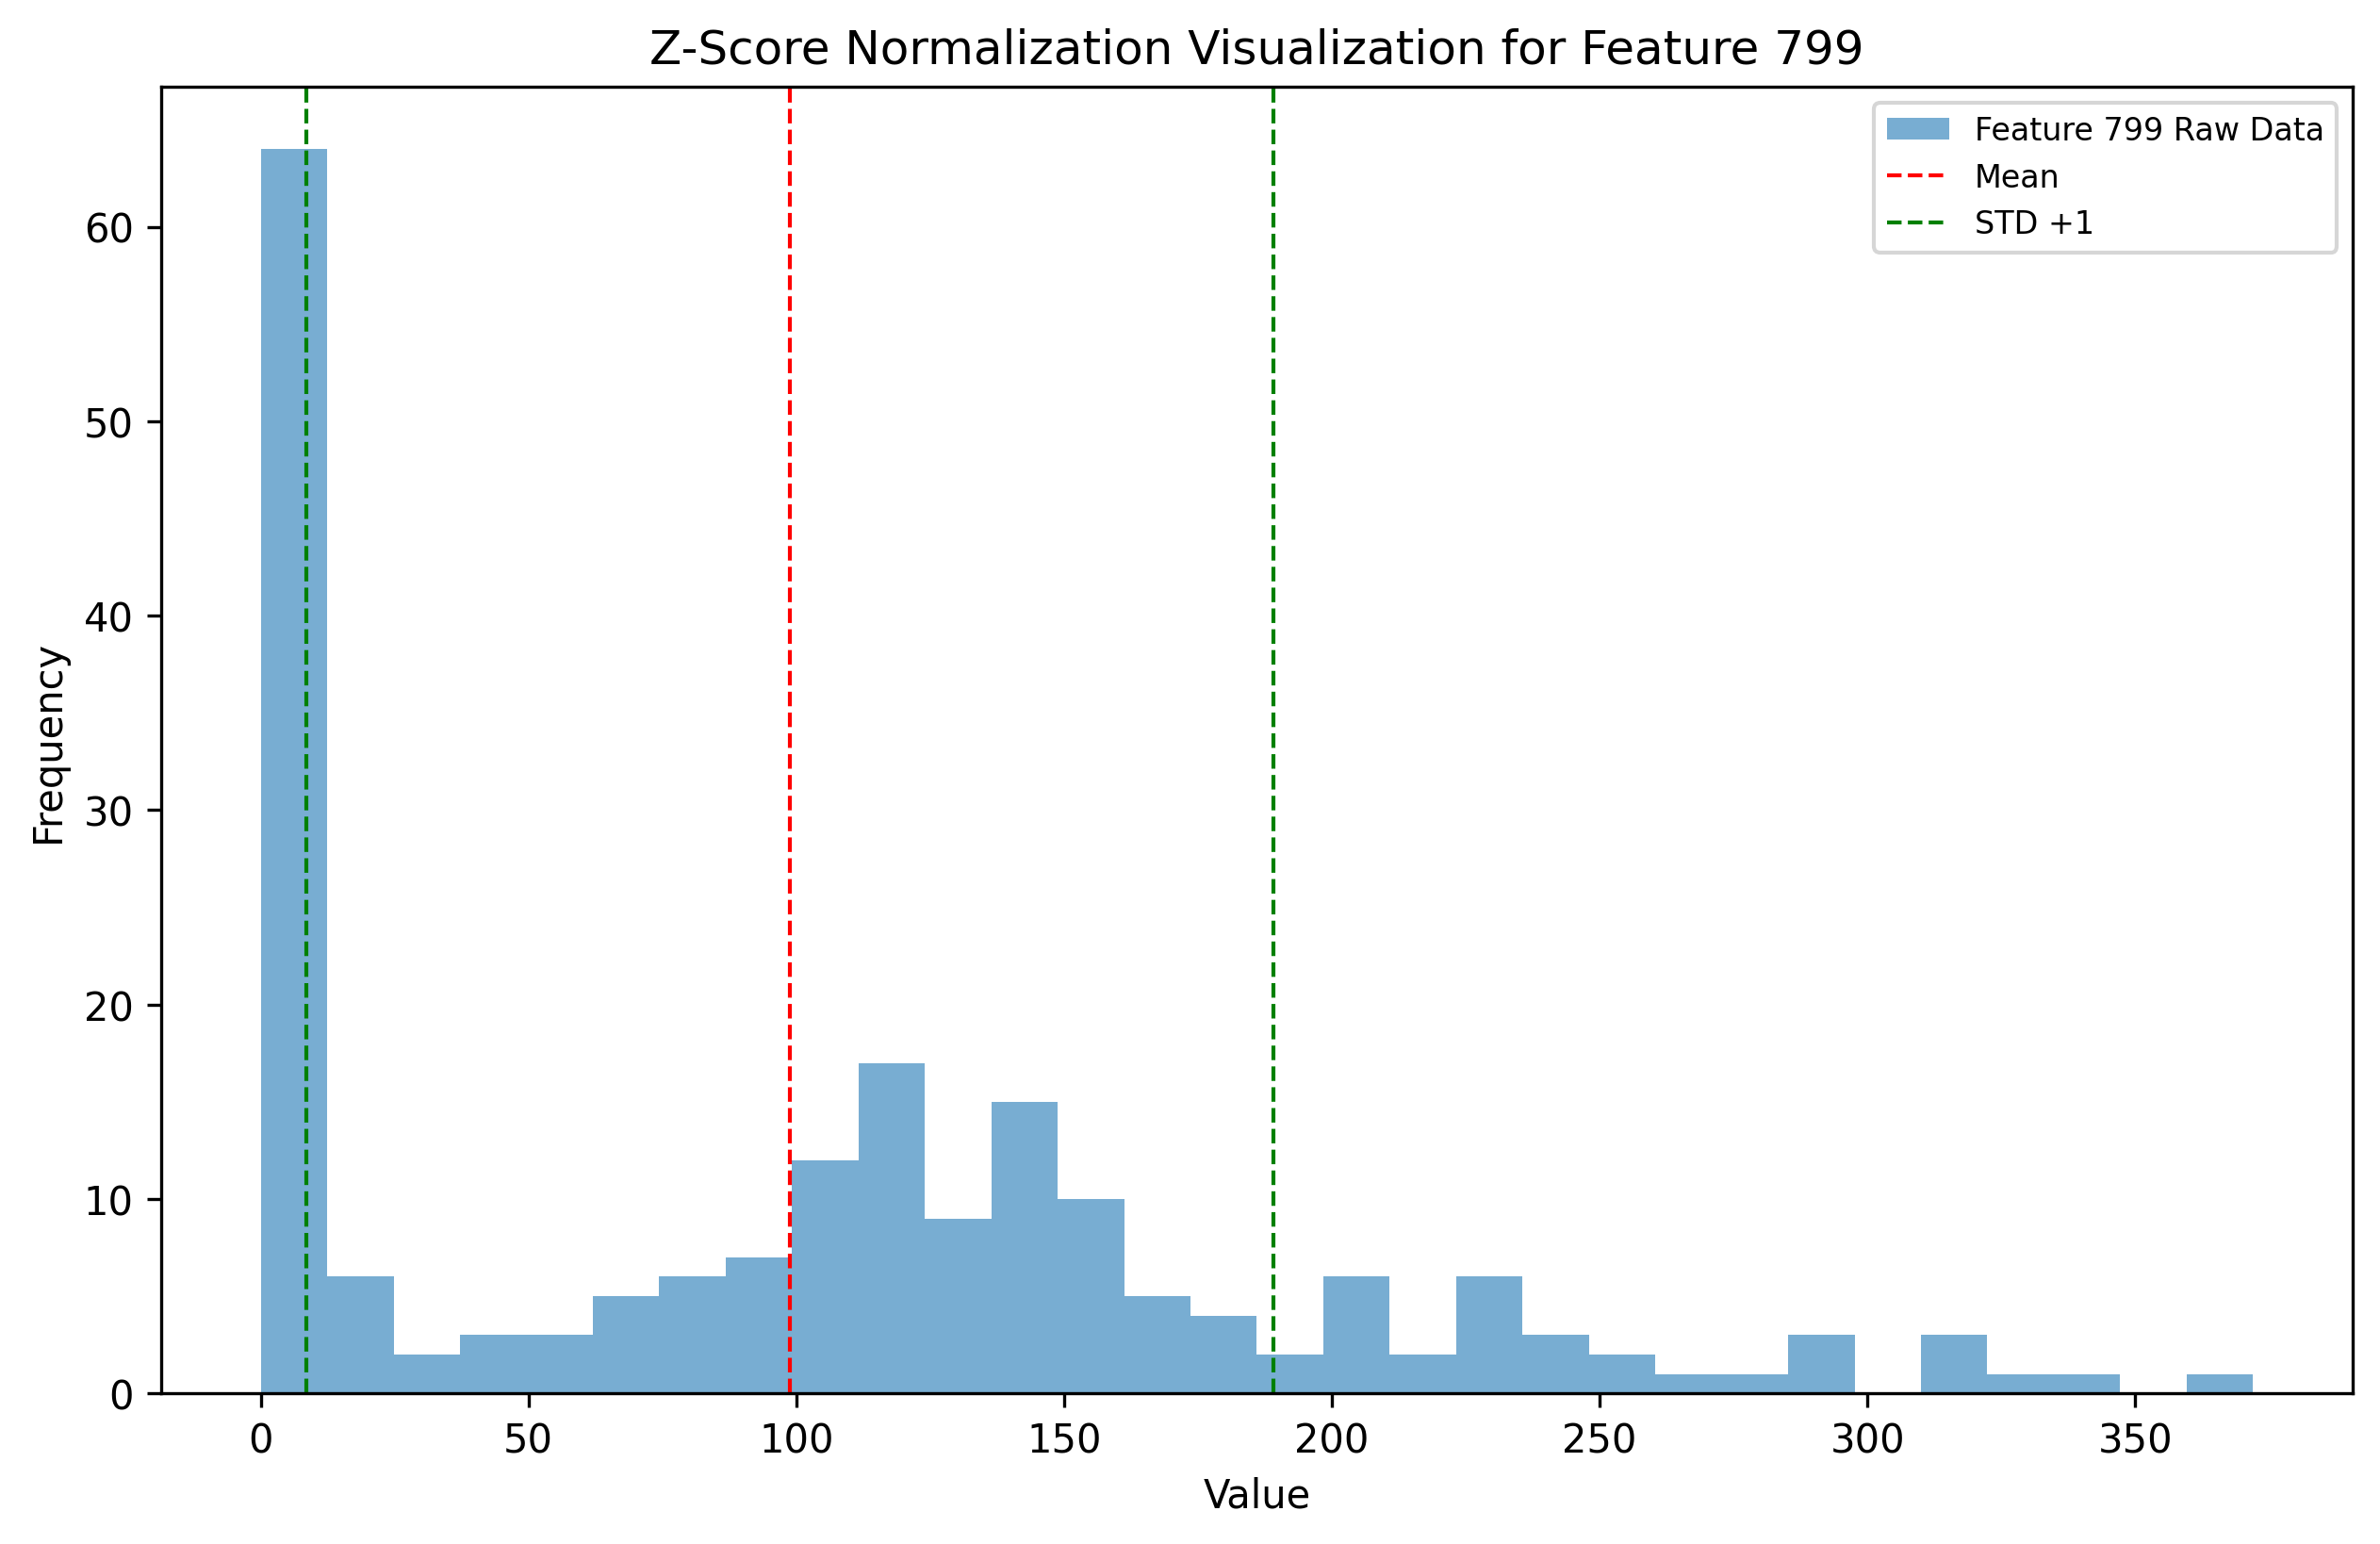 Z-Score Normalization Visualization for Feature 799
Feature 799 Raw Data
Mean
STD +1
Frequency
60
50
40
30
20
10
0
0 50 100 150 200 250 300 350
Value